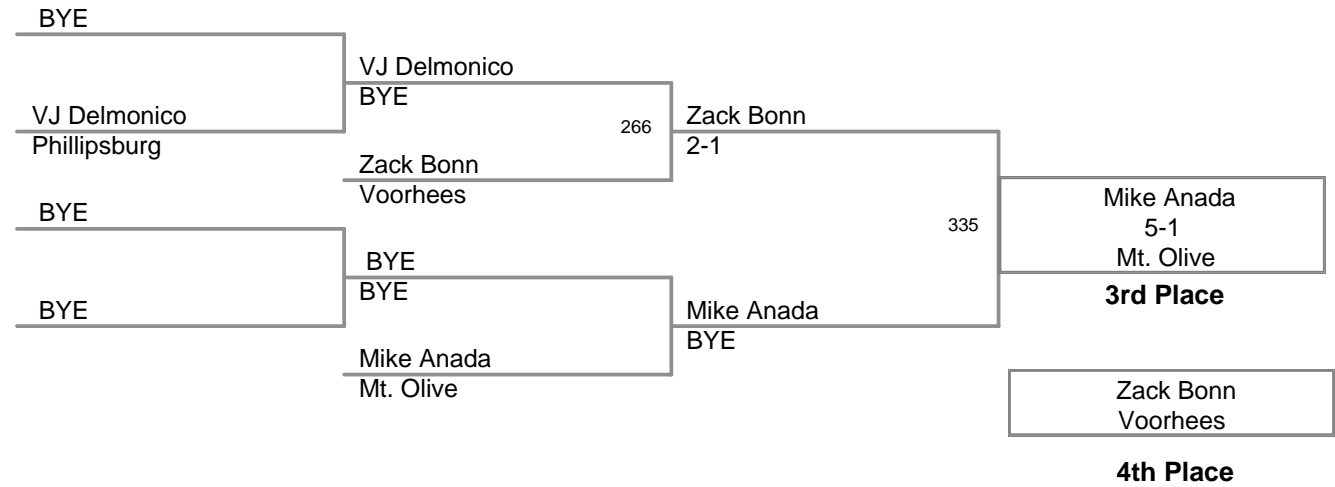 BYE
VJ Delmonico
BYE
VJ Delmonico
Phillipsburg
266
Zack Bonn
2-1
Zack Bonn
Voorhees
BYE
335
Mike Anada
5-1
Mt. Olive
3rd Place
BYE
BYE
BYE
Mike Anada
BYE
Mike Anada
Mt. Olive
Zack Bonn
Voorhees
4th Place